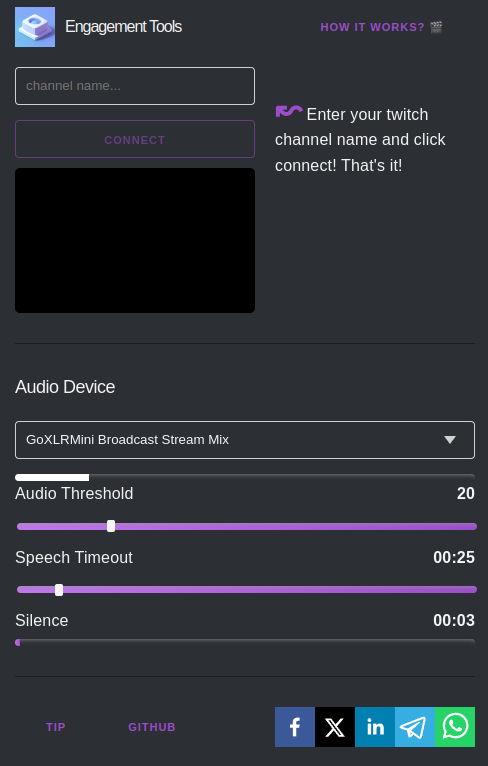 Engagement Tools
HOW IT WORKS? 🎬
channel name...
CONNECT
Enter your twitch
channel name and click
connect! That's it!
Audio Device
GoXLRMini Broadcast Stream Mix
Audio Threshold 20
Speech Timeout 00:25
Silence 00:03
TIP GITHUB